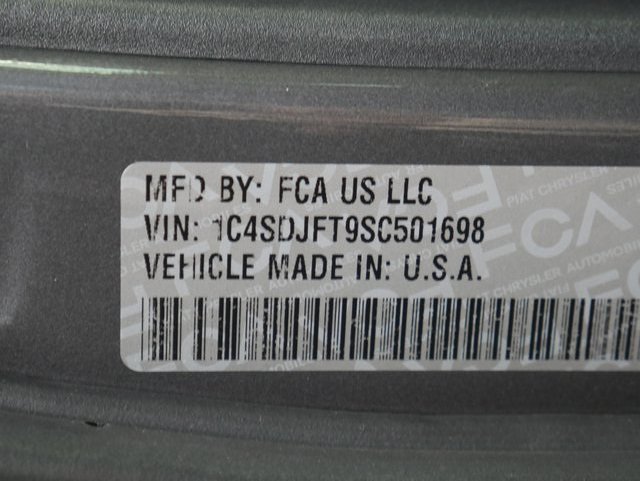 MFD BY: FCA US LLC
VIN: 1C4SDJFT9SC501698
VEHICLE MADE IN: U.S.A.